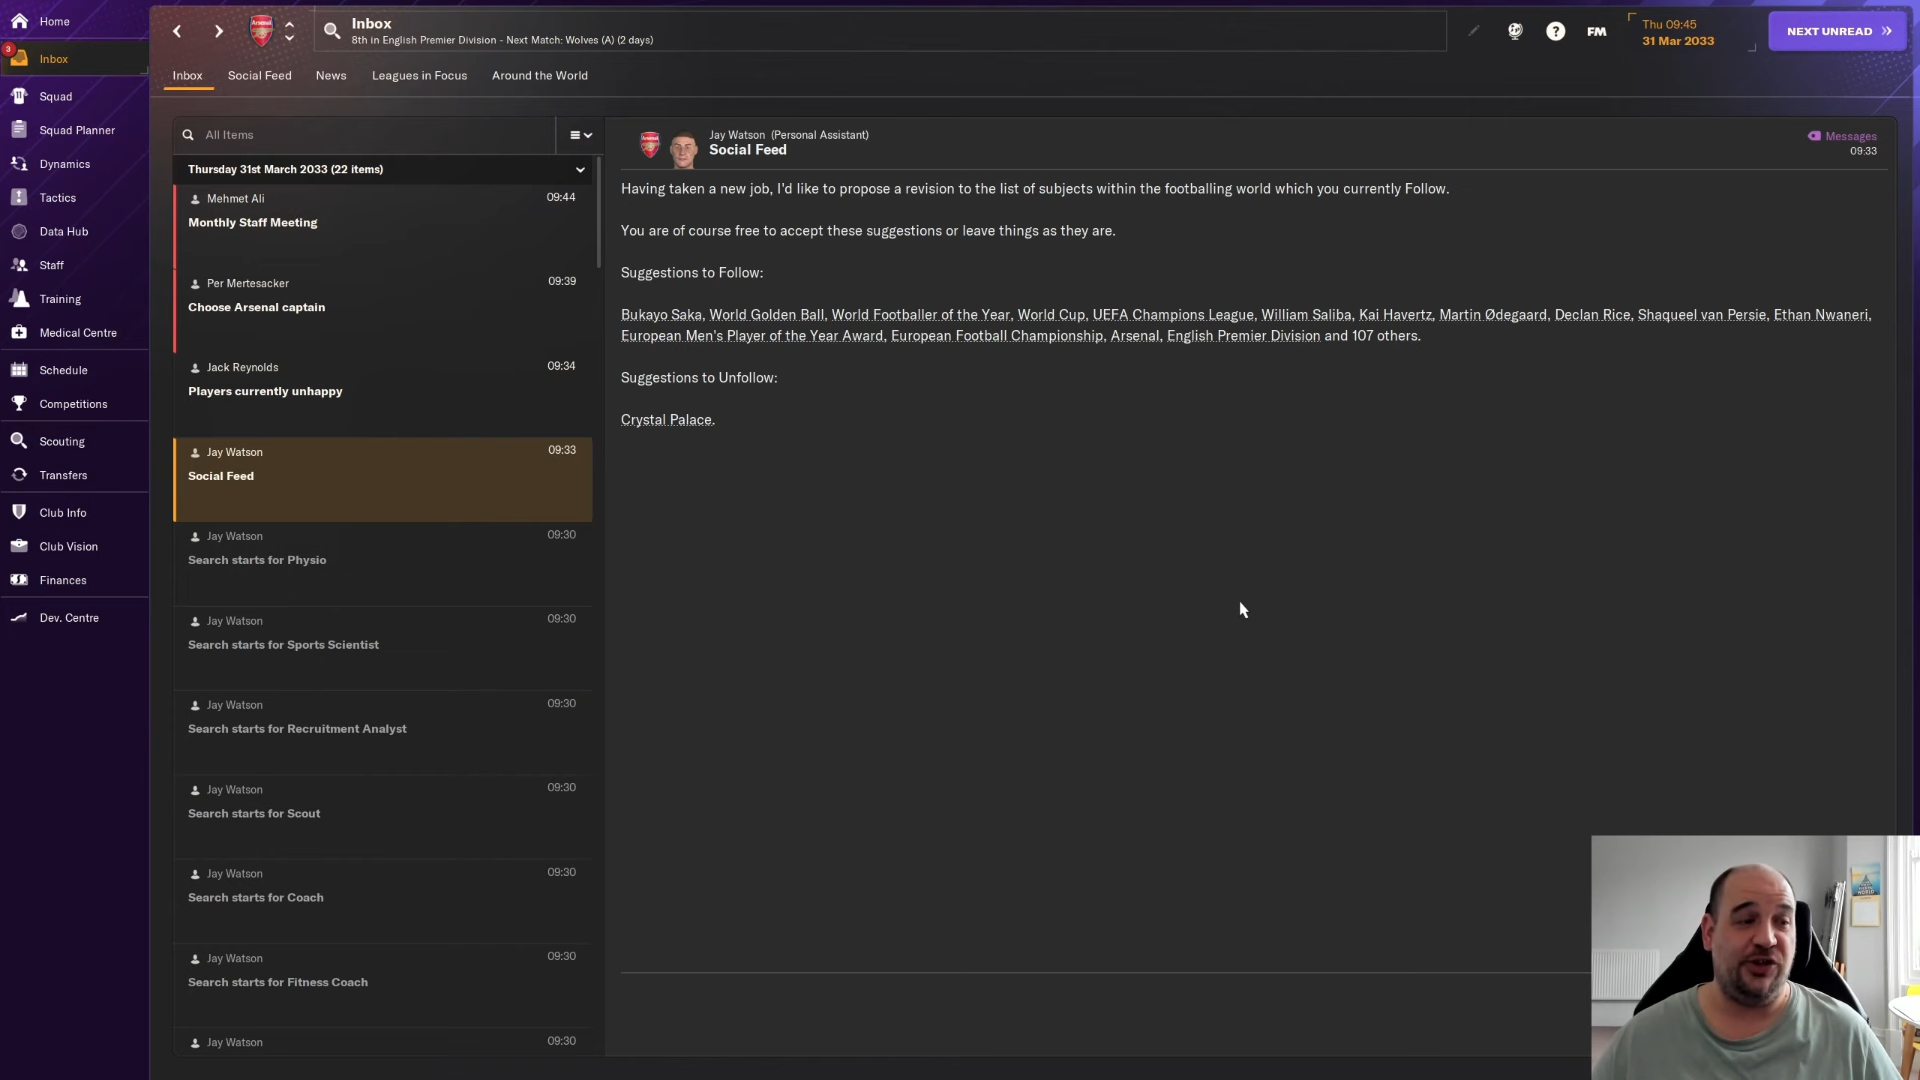 Home
3
Inbox
Squad
Squad Planner
Dynamics
Tactics
Data Hub
Staff
Training
Medical Centre
Schedule
Competitions
Scouting
Transfers
Club Info
Club Vision
Finances
Dev. Centre
Inbox
8th in English Premier Division - Next Match: Wolves (A) (2 days)
FM
Thu 09:45
31 Mar 2033
NEXT UNREAD
Inbox Social Feed News Leagues in Focus Around the World
All Items
Thursday 31st March 2033 (22 items)
Mehmet Ali 09:44
Monthly Staff Meeting
Per Mertesacker 09:39
Choose Arsenal captain
Jack Reynolds 09:34
Players currently unhappy
Jay Watson 09:33
Social Feed
Jay Watson 09:30
Search starts for Physio
Jay Watson 09:30
Search starts for Sports Scientist
Jay Watson 09:30
Search starts for Recruitment Analyst
Jay Watson 09:30
Search starts for Scout
Jay Watson 09:30
Search starts for Coach
Jay Watson 09:30
Search starts for Fitness Coach
Jay Watson 09:30
Jay Watson (Personal Assistant)
Social Feed
Messages
09:33
Having taken a new job, I'd like to propose a revision to the list of subjects within the footballing world which you currently Follow.
You are of course free to accept these suggestions or leave things as they are.
Suggestions to Follow:
Bukayo Saka, World Golden Ball, World Footballer of the Year, World Cup, UEFA Champions League, William Saliba, Kai Havertz, Martin Ødegaard, Declan Rice, Shaqueel van Persie, Ethan Nwaneri,
European Men's Player of the Year Award, European Football Championship, Arsenal, English Premier Division and 107 others.
Suggestions to Unfollow:
Crystal Palace.